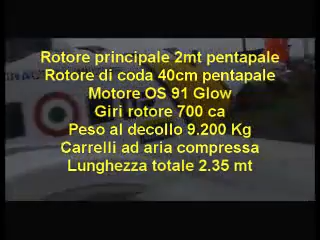 Rotore principale 2mt pentapale
Rotore di coda 40cm pentapale
Motore OS 91 Glow
Giri rotore 700 ca
Peso al decollo 9.200 Kg
Carrelli ad aria compressa
Lunghezza totale 2.35 mt